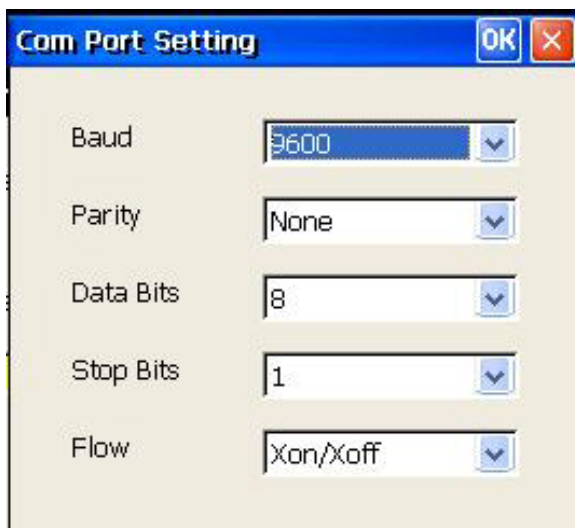 Com Port Setting OK
Baud 9600
Parity None
Data Bits 8
Stop Bits 1
Flow Xon/Xoff